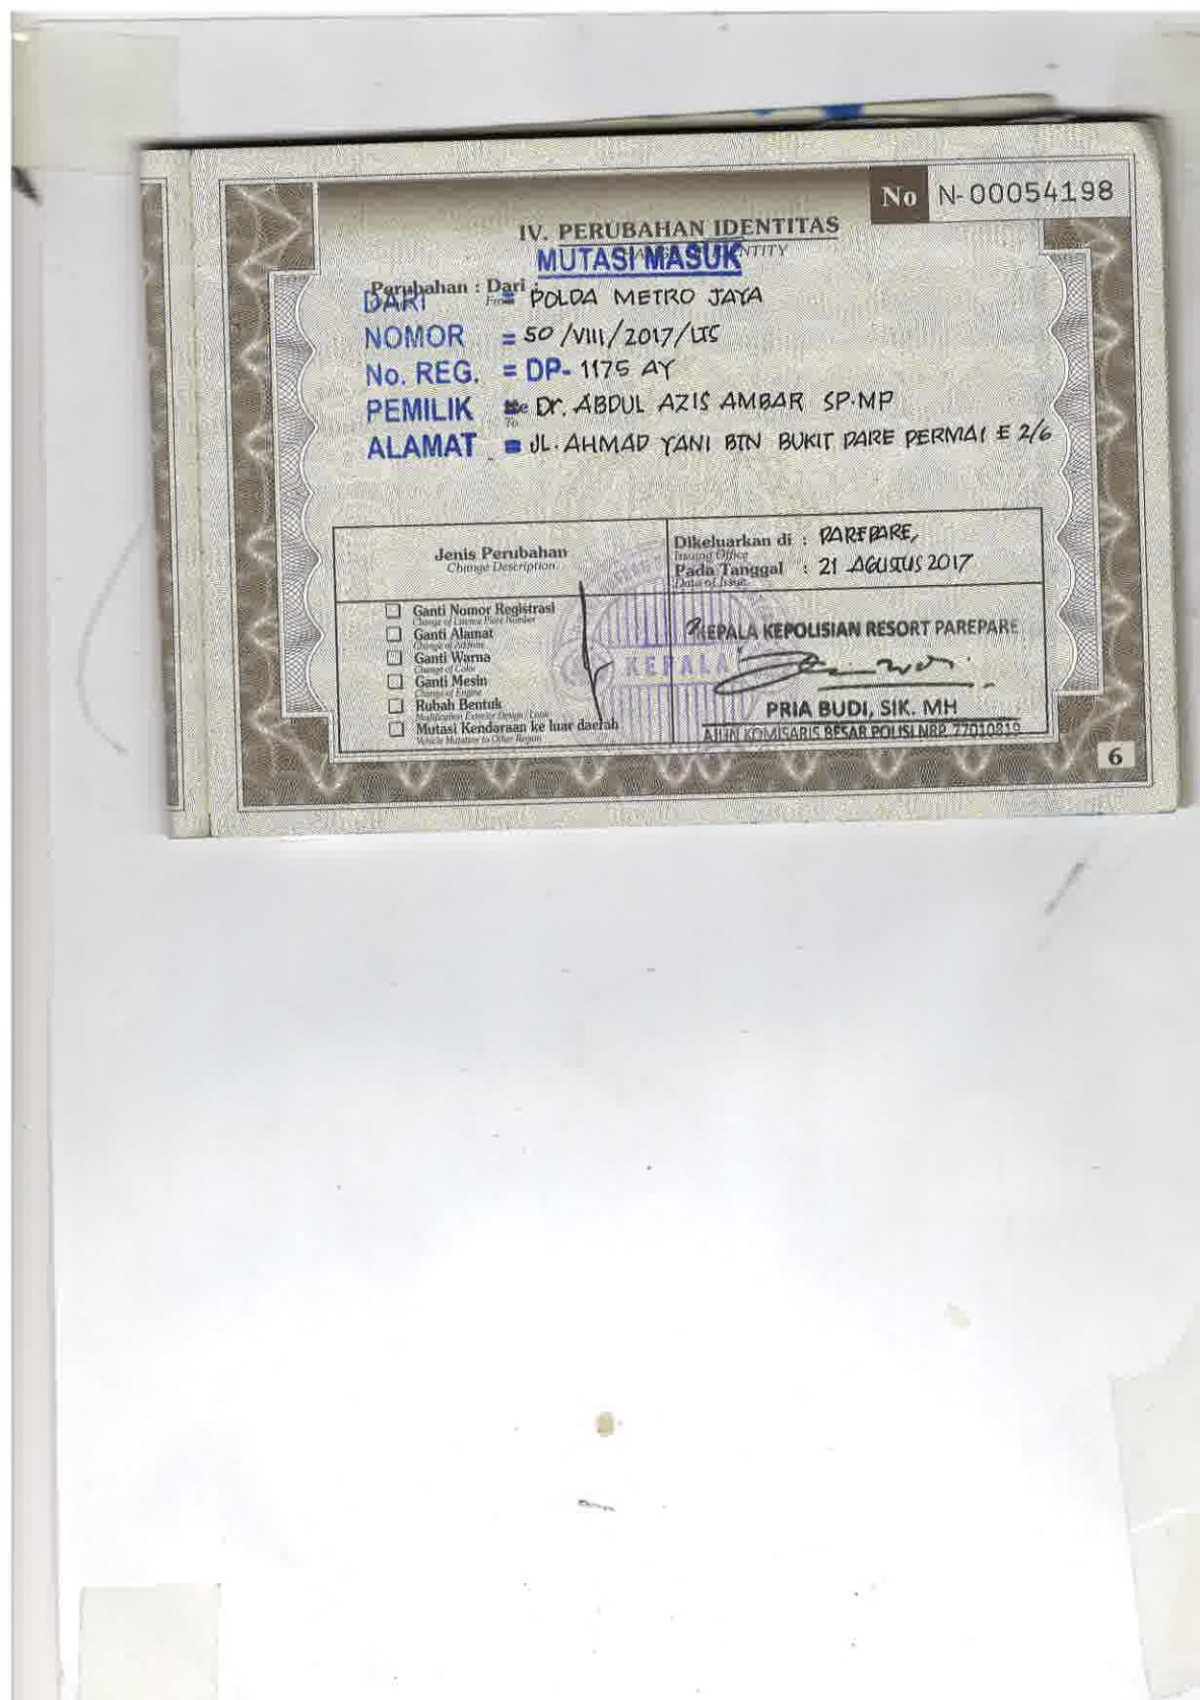 No N-00054198
IV. PERUBAHAN IDENTITAS
MUTASI MASUK
Perubahan : Dari :
DARI = POLDA METRO JAYA
NOMOR = 50/VIII/2017/LTS
No. REG. = DP- 1175 AY
PEMILIK = Dr. ABDUL AZIS AMBAR SP.MP
To
ALAMAT = JL. AHMAD YANI BTN BUKIT PARE PERMAI E 2/6
Jenis Perubahan
Change Description
Dikeluarkan di : PAREPARE,
Issuing Office
Pada Tanggal : 21 AGUSTUS 2017
Date of Issue
Ganti Nomor Registrasi
Change of Licence Plate Number
Ganti Alamat
Change of Address
Ganti Warna
Change of Color
Ganti Mesin
Change of Engine
Rubah Bentuk
Mutasi Kendaraan ke luar daerah
Vehicle Mutation to Other Region
KEPALA
KEPALA KEPOLISIAN RESORT PAREPARE
PRIA BUDI, SIK. MH
AJUN KOMISARIS BESAR POLISI NRP 77010819
6